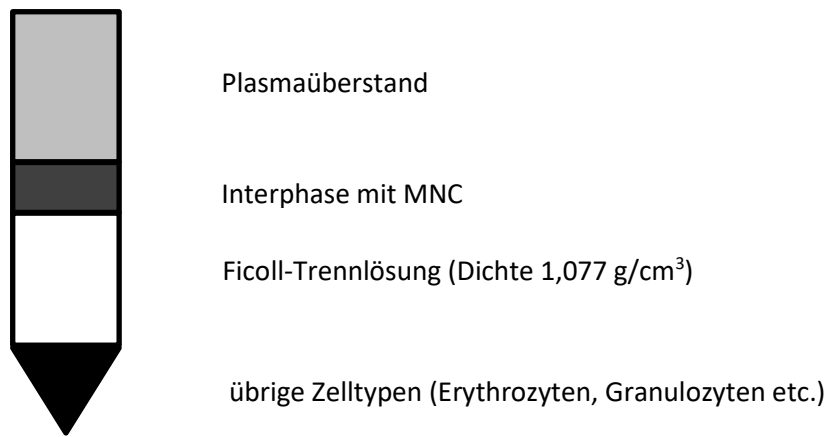 Plasmaüberstand
Interphase mit MNC
Ficoll-Trennlösung (Dichte 1,077 g/cm³)
übrige Zelltypen (Erythrozyten, Granulozyten etc.)